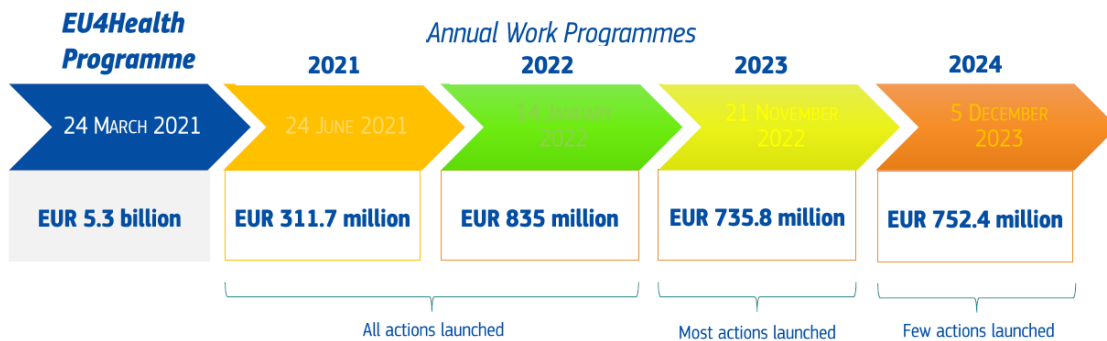 EU4Health
Programme
Annual Work Programmes
2021
2022
2023
2024
24 MARCH 2021
24 JUNE 2021
14 JANUARY
2022
21 NOVEMBER
2022
5 DECEMBER
2023
EUR 5.3 billion
EUR 311.7 million
EUR 835 million
EUR 735.8 million
EUR 752.4 million
All actions launched
Most actions launched
Few actions launched